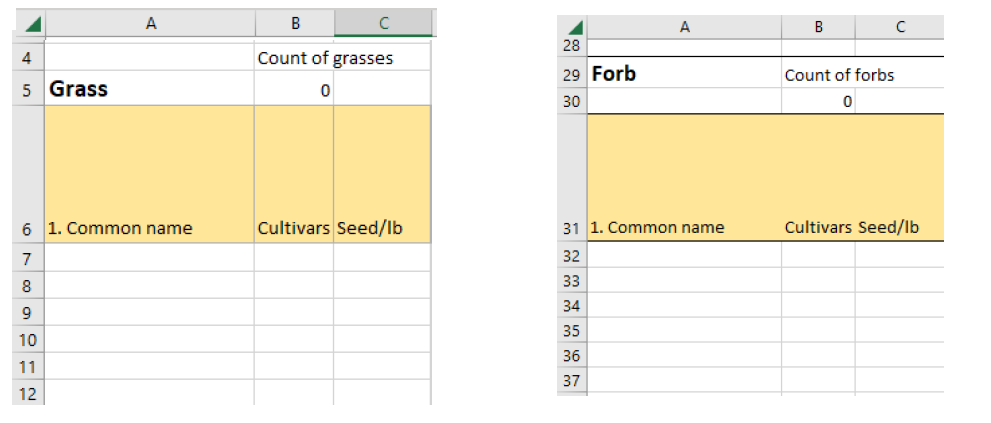 A B C
4 Count of grasses
5 Grass 0
6 1. Common name Cultivars Seed/lb
7
8
9
10
11
12
A B C
28
29 Forb Count of forbs
30 0
31 1. Common name Cultivars Seed/lb
32
33
34
35
36
37